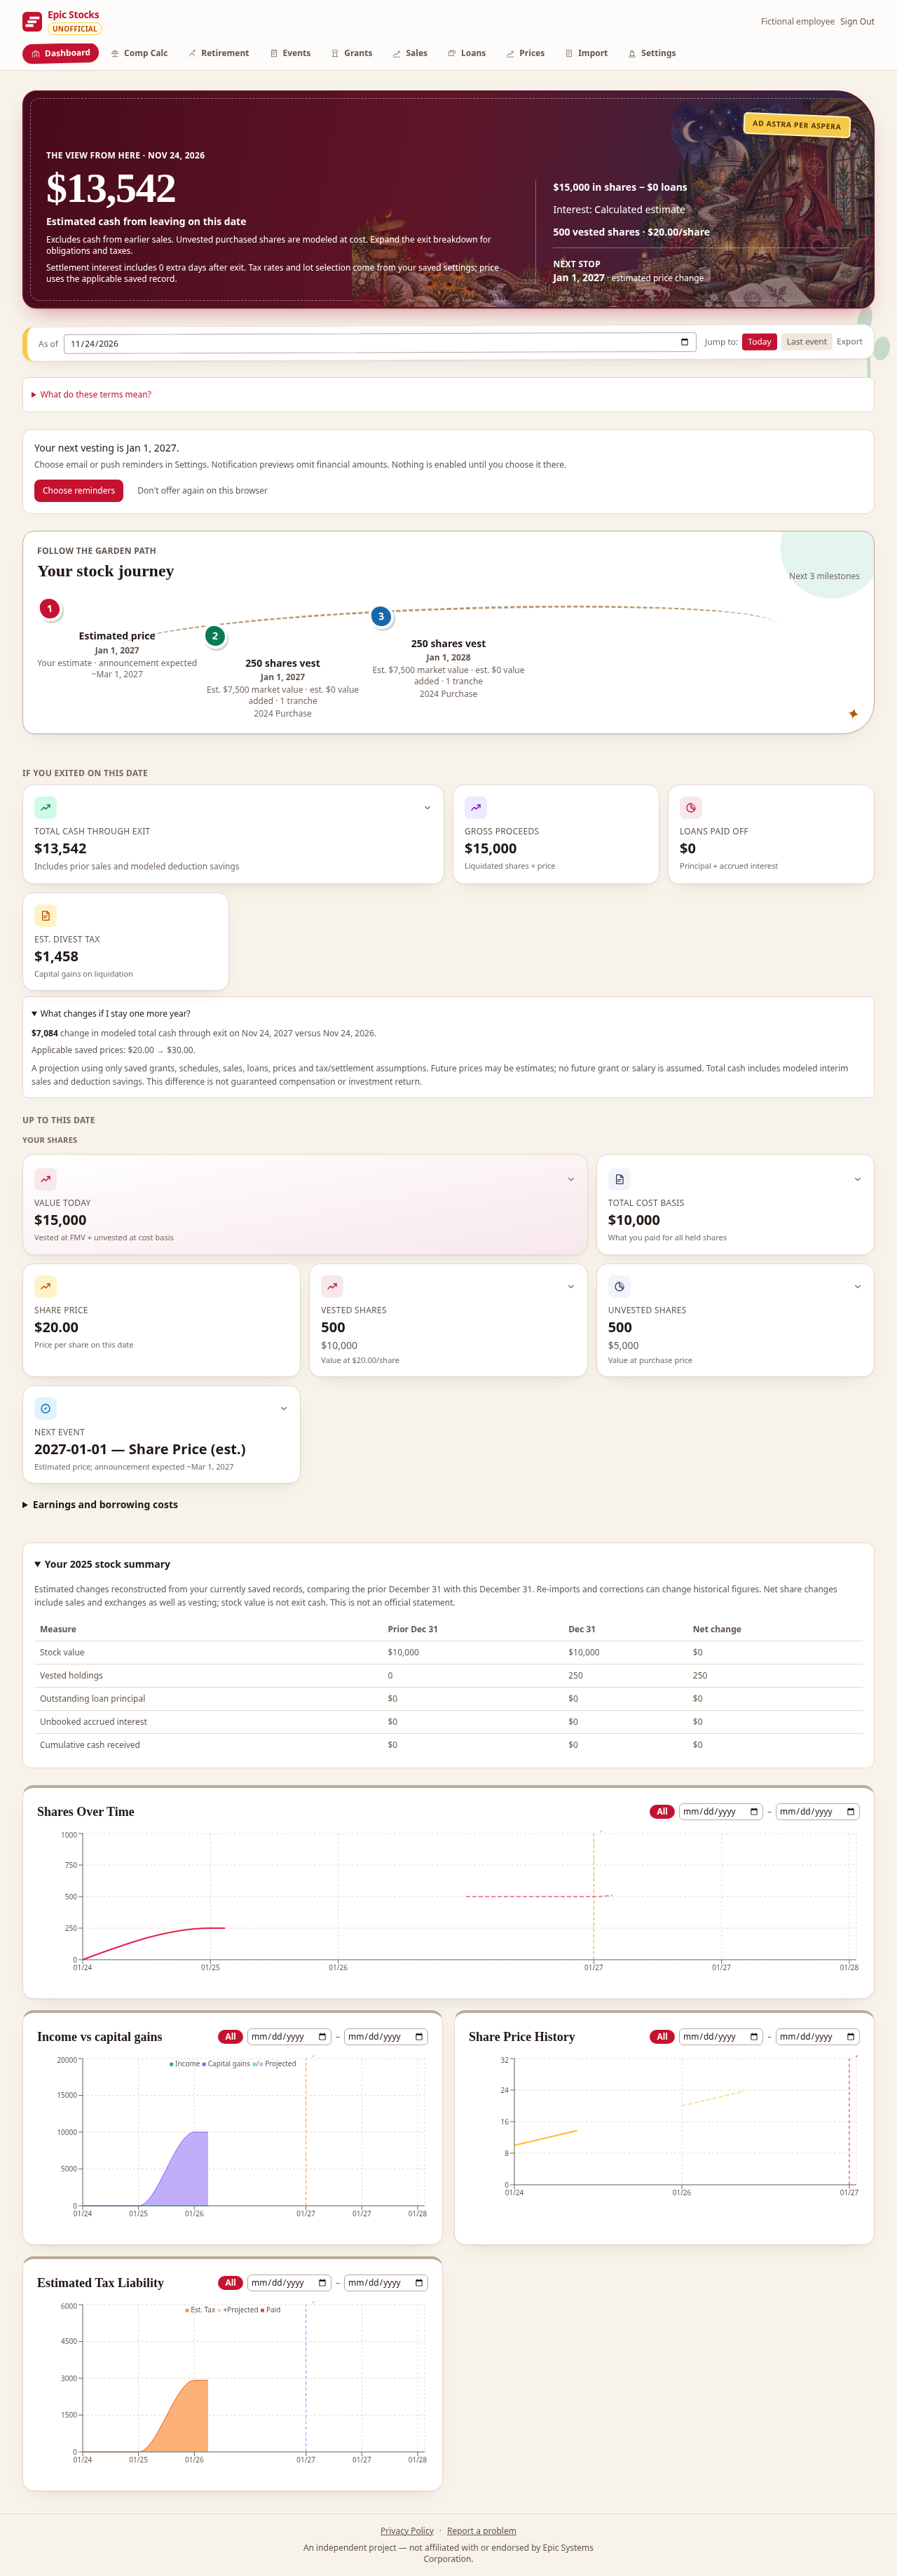 Epic Stocks
UNOFFICIAL
Fictional employee Sign Out
Dashboard Comp Calc Retirement Events Grants Sales Loans Prices Import Settings
AD ASTRA PER ASPERA
THE VIEW FROM HERE · NOV 24, 2026
$13,542
Estimated cash from leaving on this date
Excludes cash from earlier sales. Unvested purchased shares are modeled at cost. Expand the exit breakdown for
obligations and taxes.
Settlement interest includes 0 extra days after exit. Tax rates and lot selection come from your saved settings; price
uses the applicable saved record.
$15,000 in shares − $0 loans
Interest: Calculated estimate
500 vested shares · $20.00/share
NEXT STOP
Jan 1, 2027 · estimated price change
As of 11/24/2026 Jump to: Today Last event Export
What do these terms mean?
Your next vesting is Jan 1, 2027.
Choose email or push reminders in Settings. Notification previews omit financial amounts. Nothing is enabled until you choose it there.
Choose reminders Don't offer again on this browser
FOLLOW THE GARDEN PATH
Your stock journey
Next 3 milestones
1
Estimated price
Jan 1, 2027
Your estimate · announcement expected
~Mar 1, 2027
2
250 shares vest
Jan 1, 2027
Est. $7,500 market value · est. $0 value
added · 1 tranche
2024 Purchase
3
250 shares vest
Jan 1, 2028
Est. $7,500 market value · est. $0 value
added · 1 tranche
2024 Purchase
IF YOU EXITED ON THIS DATE
TOTAL CASH THROUGH EXIT
$13,542
Includes prior sales and modeled deduction savings
GROSS PROCEEDS
$15,000
Liquidated shares × price
LOANS PAID OFF
$0
Principal + accrued interest
EST. DIVEST TAX
$1,458
Capital gains on liquidation
What changes if I stay one more year?
$7,084 change in modeled total cash through exit on Nov 24, 2027 versus Nov 24, 2026.
Applicable saved prices: $20.00 → $30.00.
A projection using only saved grants, schedules, sales, loans, prices and tax/settlement assumptions. Future prices may be estimates; no future grant or salary is assumed. Total cash includes modeled interim
sales and deduction savings. This difference is not guaranteed compensation or investment return.
UP TO THIS DATE
YOUR SHARES
VALUE TODAY
$15,000
Vested at FMV + unvested at cost basis
TOTAL COST BASIS
$10,000
What you paid for all held shares
SHARE PRICE
$20.00
Price per share on this date
VESTED SHARES
500
$10,000
Value at $20.00/share
UNVESTED SHARES
500
$5,000
Value at purchase price
NEXT EVENT
2027-01-01 — Share Price (est.)
Estimated price; announcement expected ~Mar 1, 2027
Earnings and borrowing costs
Your 2025 stock summary
Estimated changes reconstructed from your currently saved records, comparing the prior December 31 with this December 31. Re-imports and corrections can change historical figures. Net share changes
include sales and exchanges as well as vesting; stock value is not exit cash. This is not an official statement.
Measure Prior Dec 31 Dec 31 Net change
Stock value $10,000 $10,000 $0
Vested holdings 0 250 250
Outstanding loan principal $0 $0 $0
Unbooked accrued interest $0 $0 $0
Cumulative cash received $0 $0 $0
Shares Over Time
All mm/dd/yyyy – mm/dd/yyyy
1000
750
500
250
0
01/24 01/25 01/26 01/27 01/27 01/28
Income vs capital gains
All mm/dd/yyyy – mm/dd/yyyy
Income Capital gains / Projected
20000
15000
10000
5000
0
01/24 01/25 01/26 01/27 01/27 01/28
Share Price History
All mm/dd/yyyy – mm/dd/yyyy
32
24
16
8
0
01/24 01/26 01/27
Estimated Tax Liability
All mm/dd/yyyy – mm/dd/yyyy
Est. Tax +Projected Paid
6000
4500
3000
1500
0
01/24 01/25 01/26 01/27 01/27 01/28
Privacy Policy · Report a problem
An independent project — not affiliated with or endorsed by Epic Systems
Corporation.